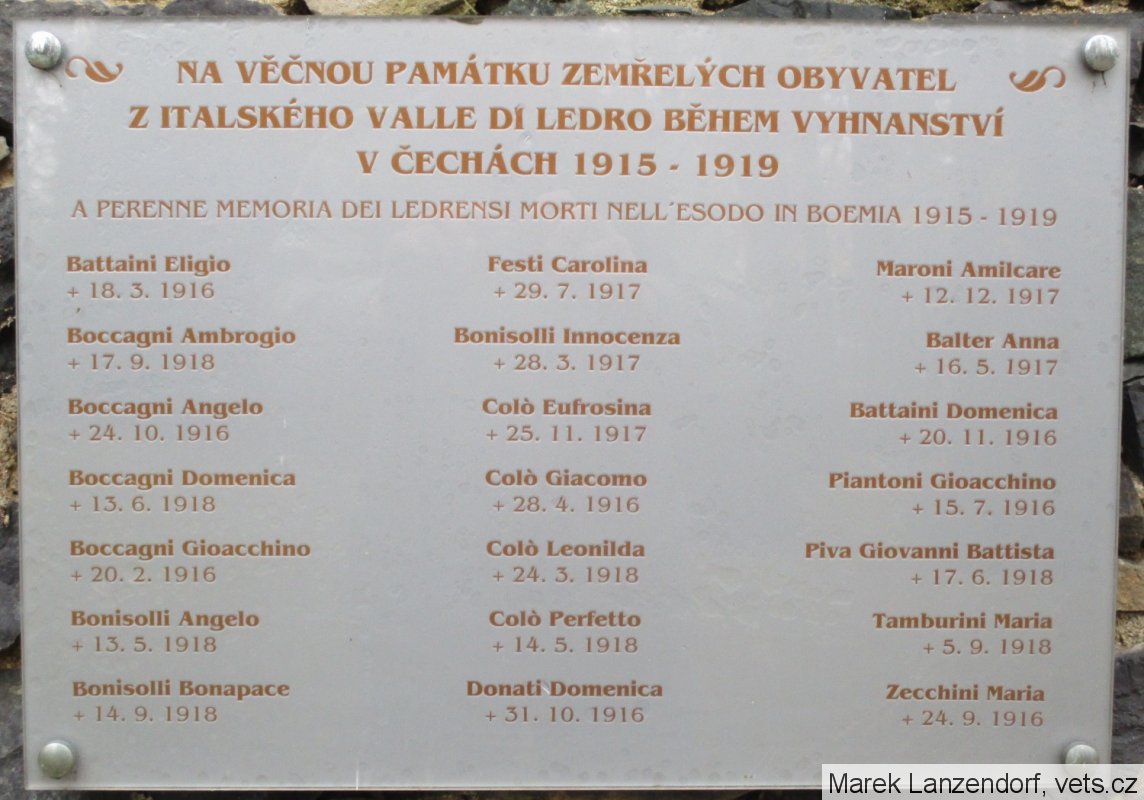 NA VĚČNOU PAMÁTKU ZEMŘELÝCH OBYVATEL
Z ITALSKÉHO VALLE DI LEDRO BĚHEM VYHNANSTVÍ
V ČECHÁCH 1915 - 1919
A PERENNE MEMORIA DEI LEDRENSI MORTI NELL´ESODO IN BOEMIA 1915 - 1919
Battaini Eligio
+ 18. 3. 1916
Boccagni Ambrogio
+ 17. 9. 1918
Boccagni Angelo
+ 24. 10. 1916
Boccagni Domenica
+ 13. 6. 1918
Boccagni Gioacchino
+ 20. 2. 1916
Bonisolli Angelo
+ 13. 5. 1918
Bonisolli Bonapace
+ 14. 9. 1918
Festi Carolina
+ 29. 7. 1917
Bonisolli Innocenza
+ 28. 3. 1917
Colò Eufrosina
+ 25. 11. 1917
Colò Giacomo
+ 28. 4. 1916
Colò Leonilda
+ 24. 3. 1918
Colò Perfetto
+ 14. 5. 1918
Donati Domenica
+ 31. 10. 1916
Maroni Amilcare
+ 12. 12. 1917
Balter Anna
+ 16. 5. 1917
Battaini Domenica
+ 20. 11. 1916
Piantoni Gioacchino
+ 15. 7. 1916
Piva Giovanni Battista
+ 17. 6. 1918
Tamburini Maria
+ 5. 9. 1918
Zecchini Maria
+ 24. 9. 1916
Marek Lanzendorf, vets.cz